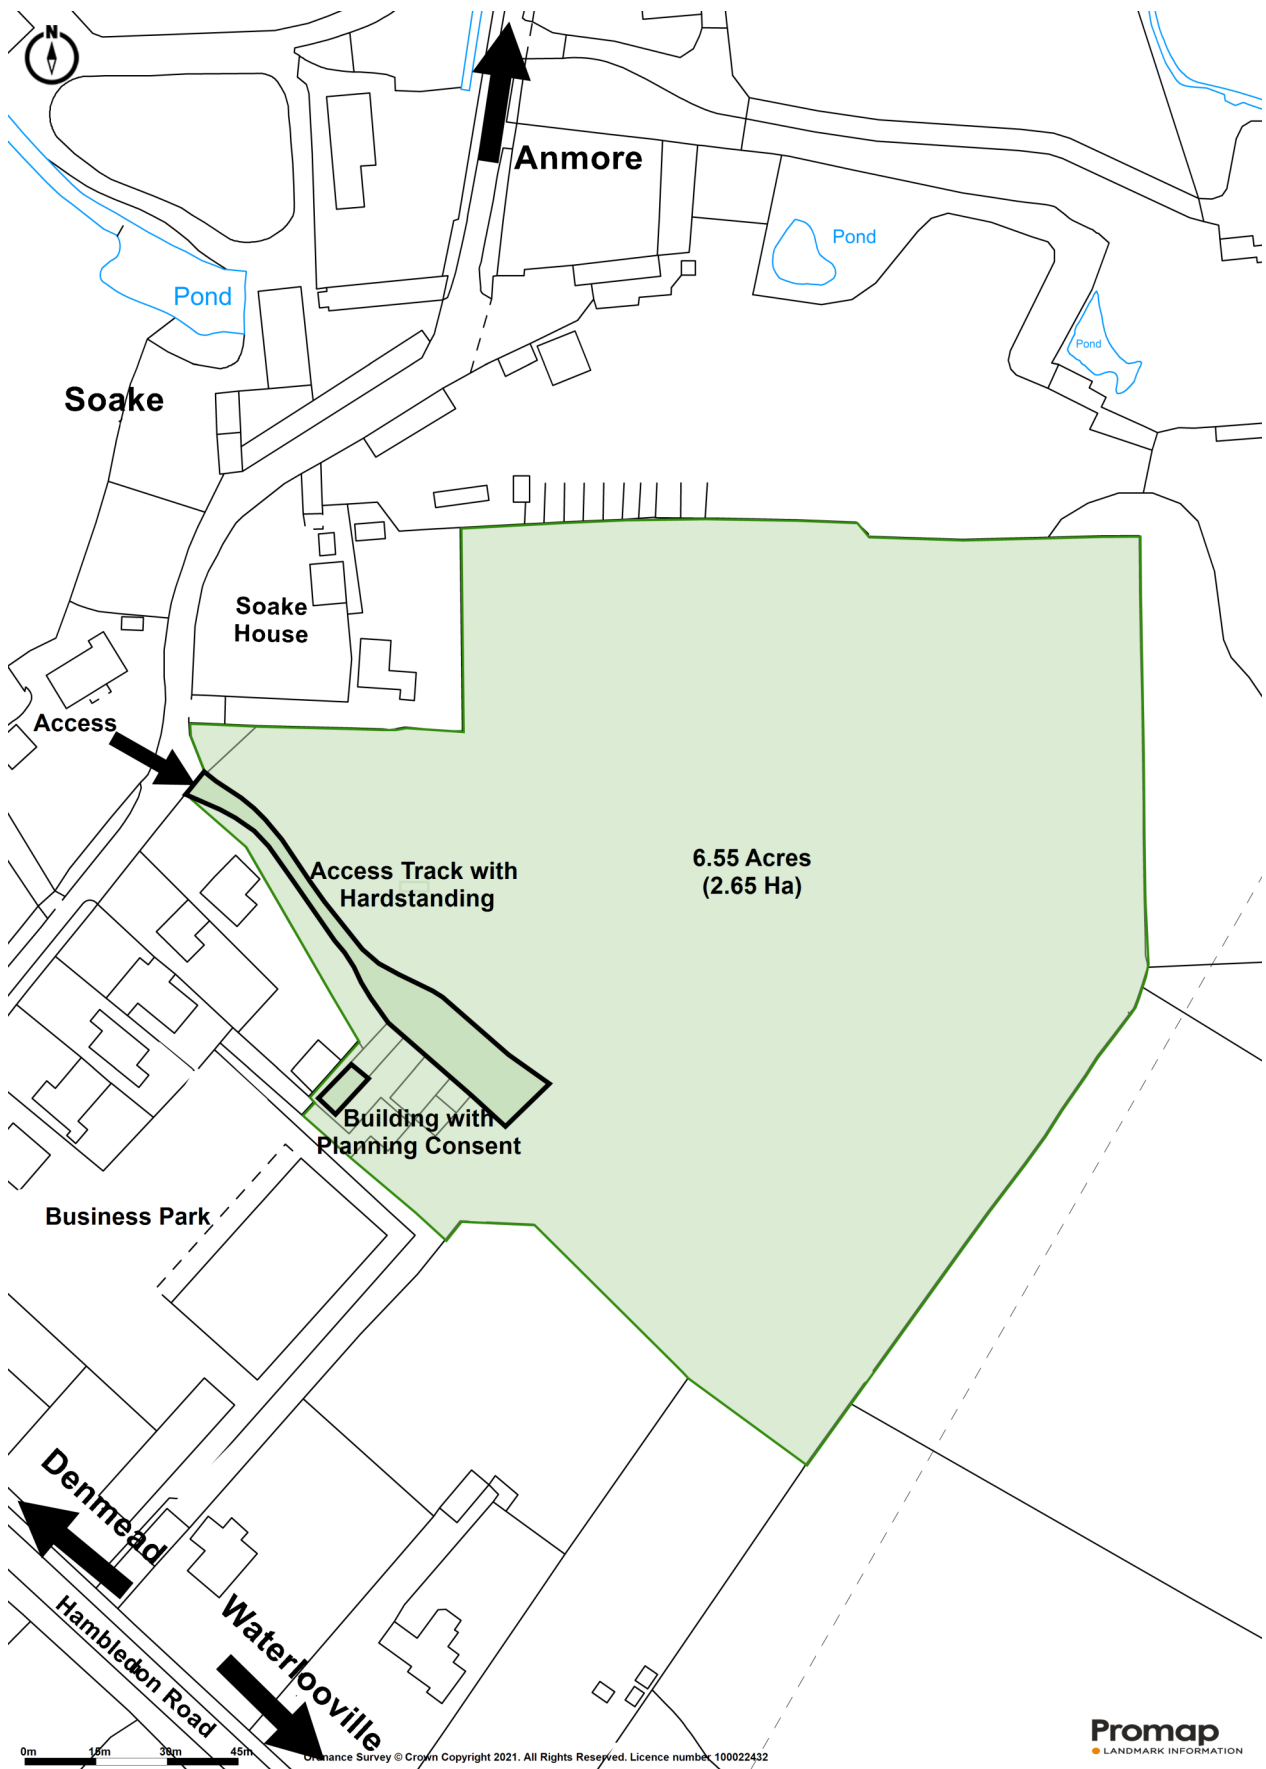 N
Anmore
Pond
Pond
Pond
Soake
Soake
House
Access
Access Track with
Hardstanding
6.55 Acres
(2.65 Ha)
Building with
Planning Consent
Business Park
Denmead
Hambledon Road
Waterlooville
0m 15m 30m 45m
Ordnance Survey © Crown Copyright 2021. All Rights Reserved. Licence number 100022432
Promap
LANDMARK INFORMATION